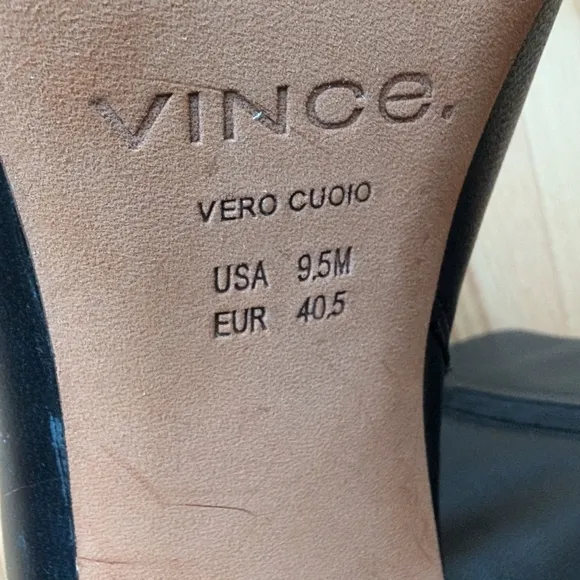 VINCe.
VERO CUOIO
USA 9.5M
EUR 40.5